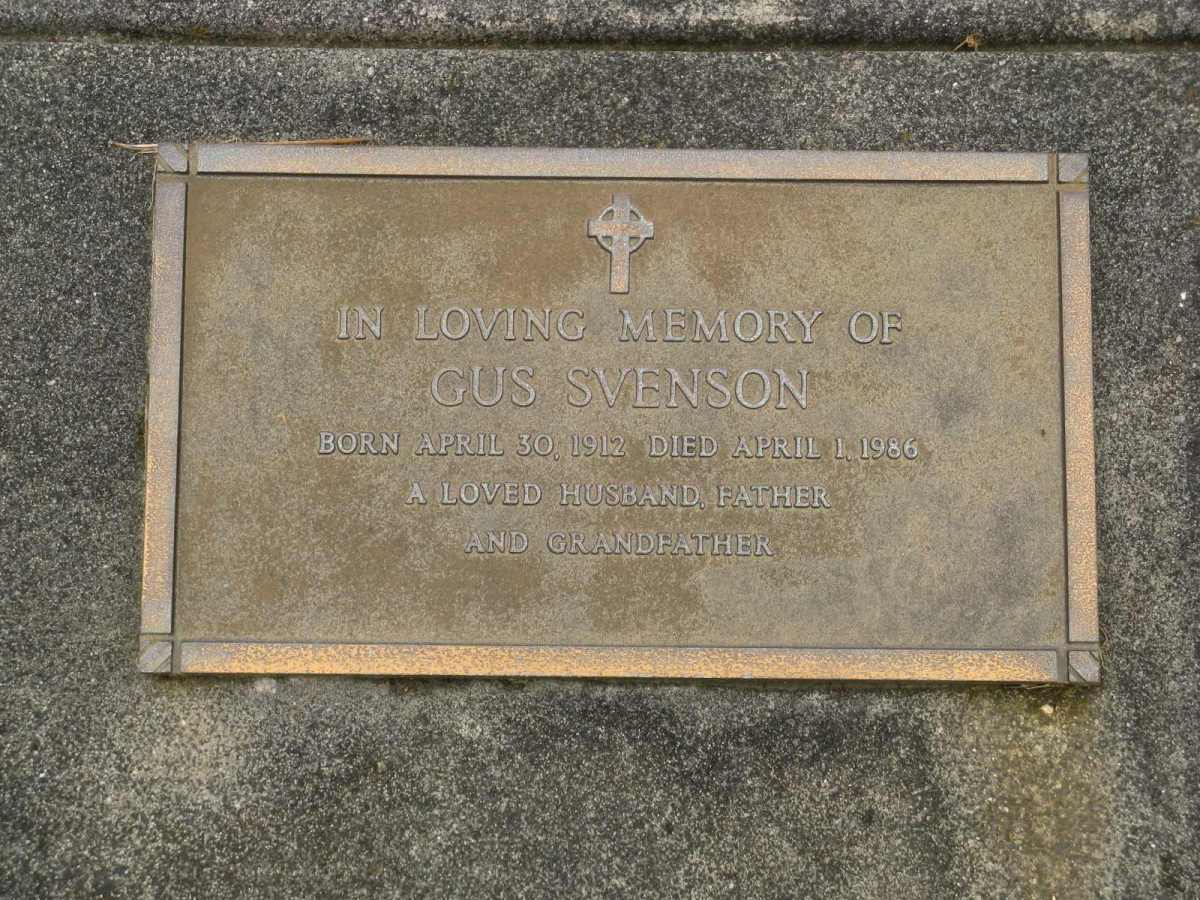 IN LOVING MEMORY OF
GUS SVENSON
BORN APRIL 30, 1912 DIED APRIL 1, 1986
A LOVED HUSBAND, FATHER
AND GRANDFATHER